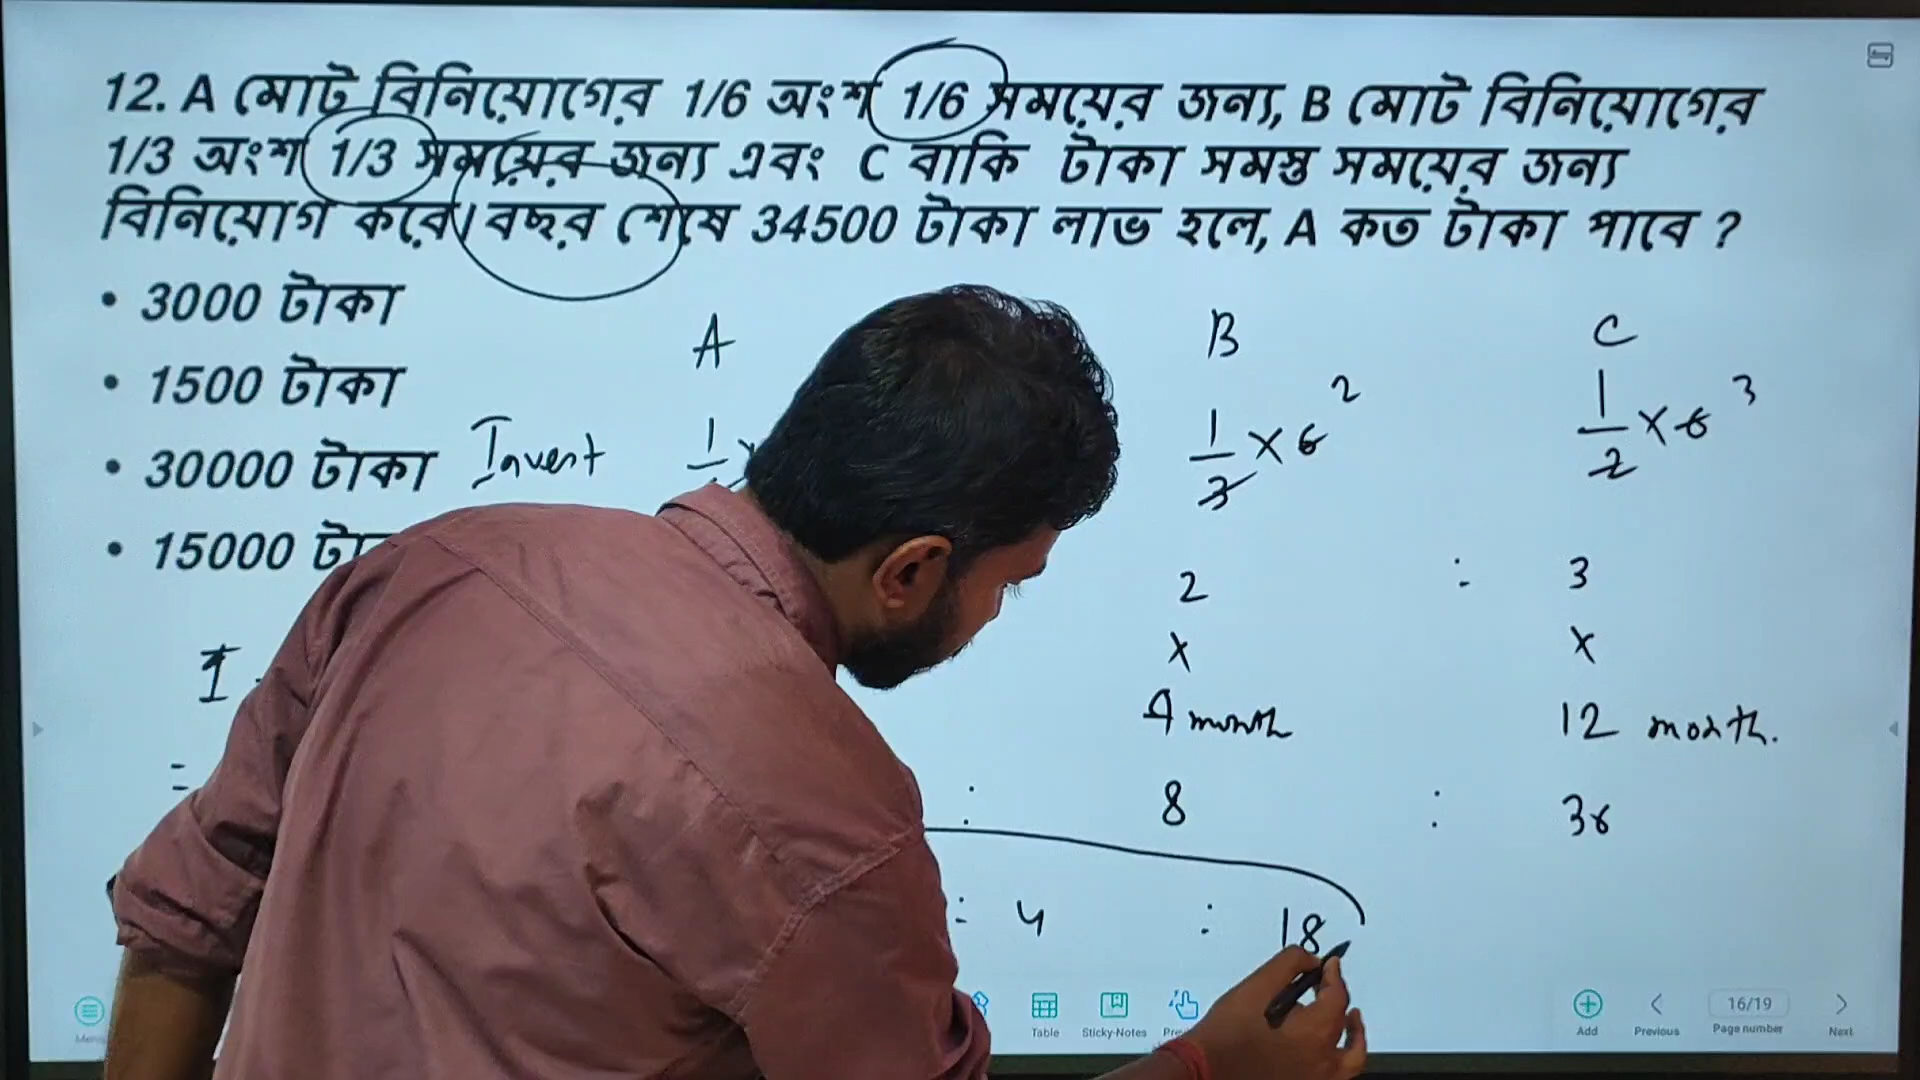 12. A মোট বিনিয়োগের 1/6 অংশ 1/6 সময়ের জন্য, B মোট বিনিয়োগের
1/3 অংশ 1/3 সময়ের জন্য এবং C বাকি টাকা সমস্ত সময়ের জন্য
বিনিয়োগ করে। বছর শেষে 34500 টাকা লাভ হলে, A কত টাকা পাবে ?
• 3000 টাকা
• 1500 টাকা
• 30000 টাকা
• 15000
A B C
Invest 1/ 1/3 × 6 2 1/2 × 6 3
2 : 3
I × ×
4 month 12 month.
= : 8 : 36
: 4 : 18
Table Sticky-Notes Add Previous 16/19 Page number Next